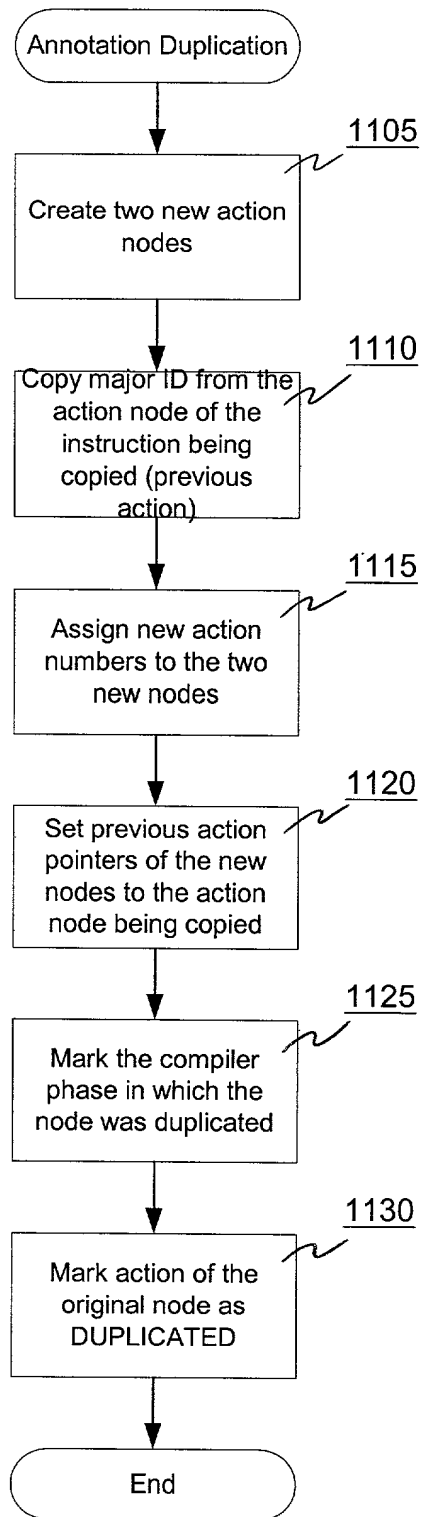 Annotation Duplication
1105
Create two new action
nodes
1110
Copy major ID from the
action node of the
instruction being
copied (previous
action)
1115
Assign new action
numbers to the two
new nodes
1120
Set previous action
pointers of the new
nodes to the action
node being copied
1125
Mark the compiler
phase in which the
node was duplicated
1130
Mark action of the
original node as
DUPLICATED
End